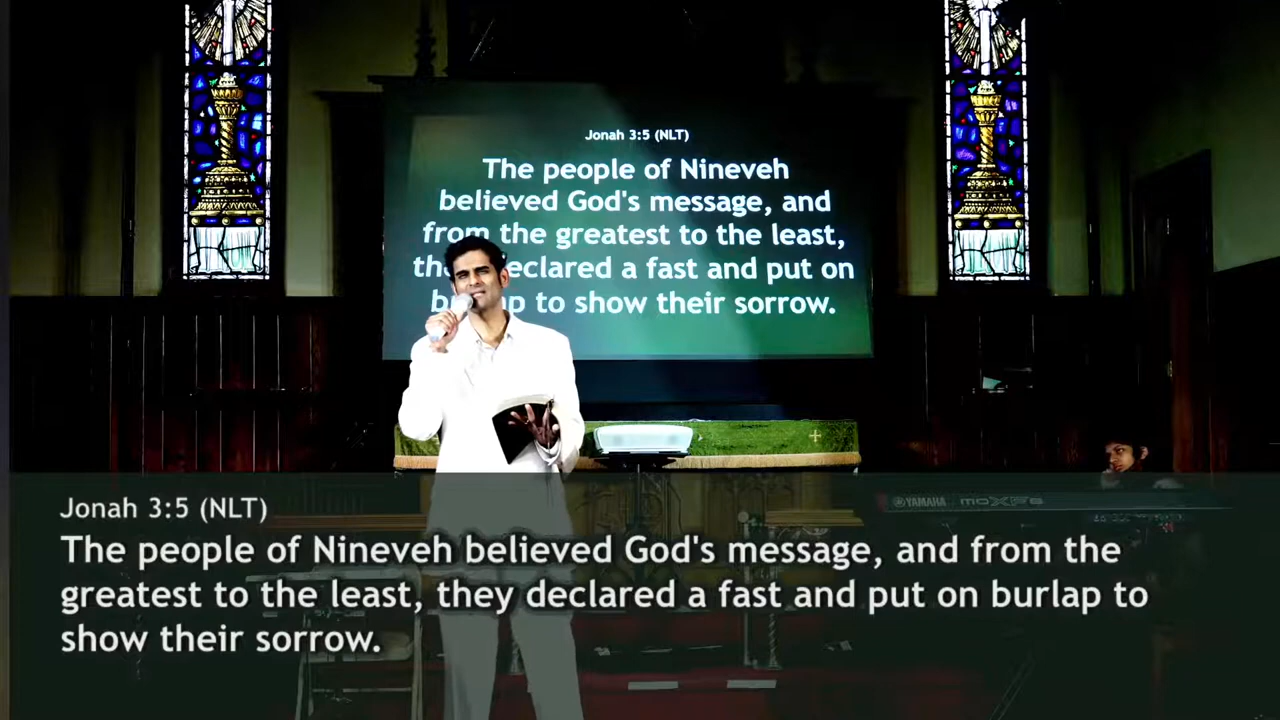 Jonah 3:5 (NLT)
The people of Nineveh
believed God's message, and
from the greatest to the least,
declared a fast and put on
to show their sorrow.
YAMAHA MOXF8
Jonah 3:5 (NLT)
The people of Nineveh believed God's message, and from the
greatest to the least, they declared a fast and put on burlap to
show their sorrow.